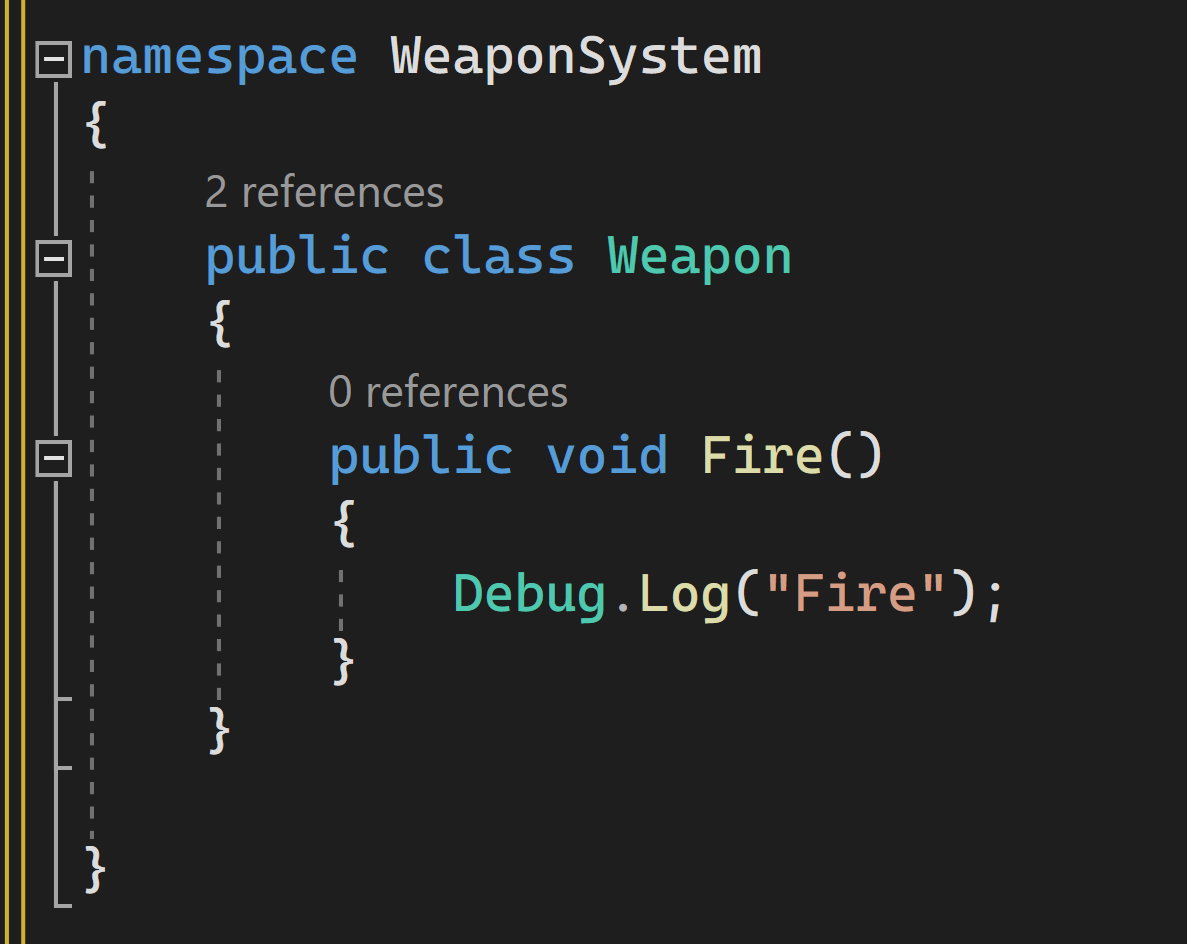 namespace WeaponSystem
{
2 references
public class Weapon
{
0 references
public void Fire()
{
Debug.Log("Fire");
}
}
}